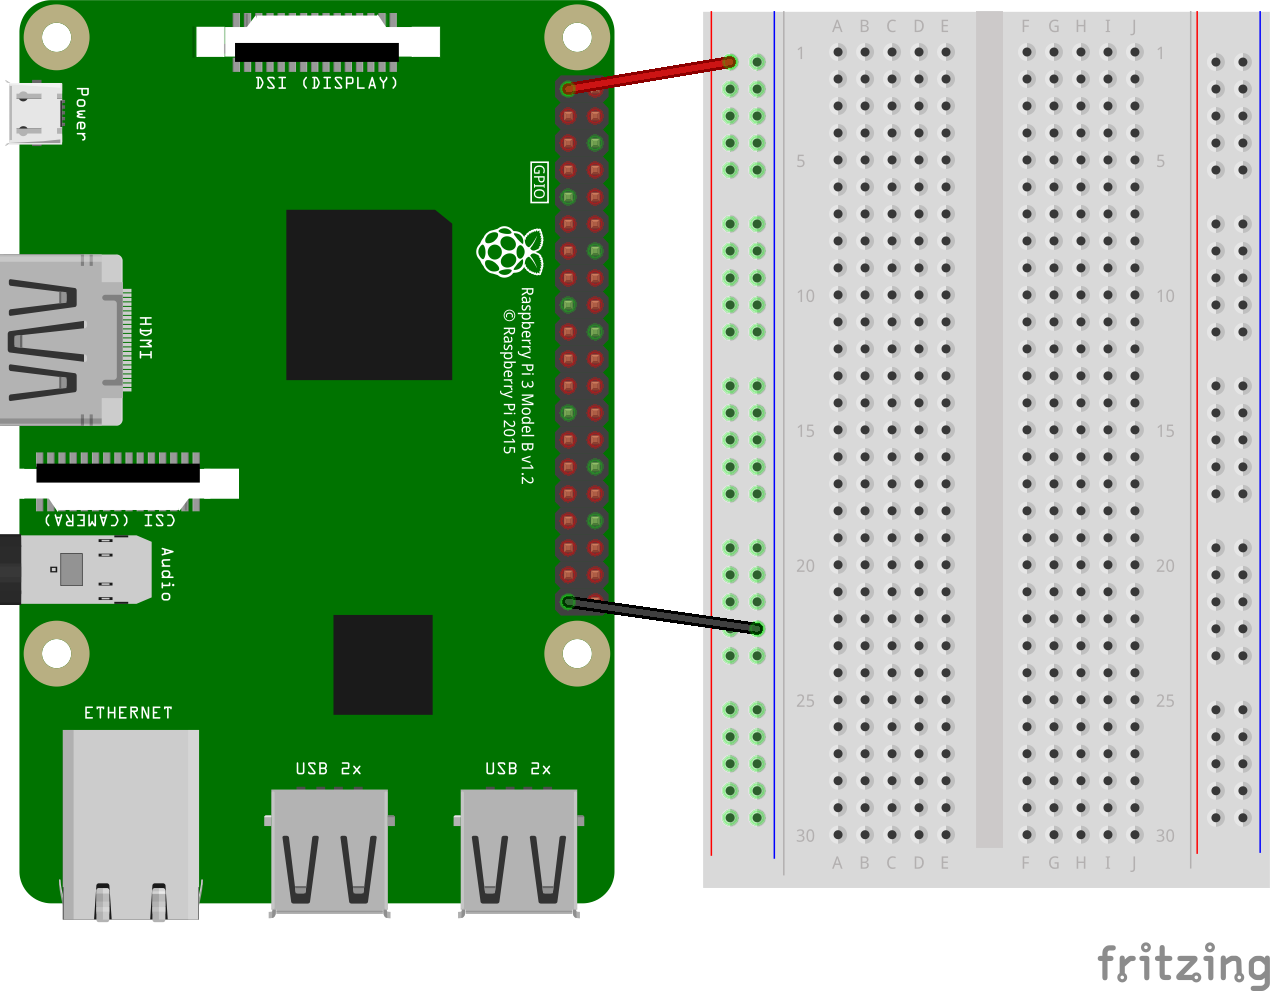 DSI (DISPLAY)
Power
GPIO
Raspberry Pi 3 Model B v1.2
© Raspberry Pi 2015
HDMI
CSI (CAMERA)
Audio
ETHERNET
USB 2x
USB 2x
A B C D E F G H I J
1 1
5 5
10 10
15 15
20 20
25 25
30 30
A B C D E F G H I J
fritzing